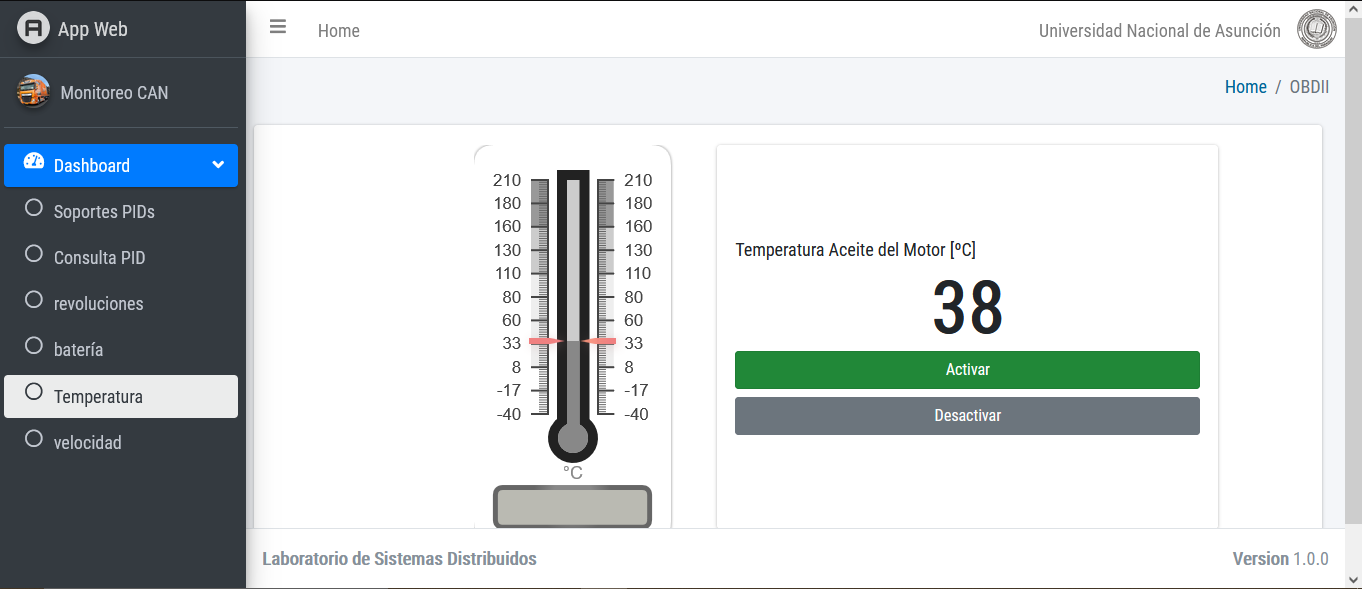 App Web
Home
Universidad Nacional de Asunción
Monitoreo CAN
Home / OBDII
Dashboard
Soportes PIDs
Consulta PID
revoluciones
batería
Temperatura
velocidad
210 210
180 180
160 160
130 130
110 110
80 80
60 60
33 33
8 8
-17 -17
-40 -40
°C
Temperatura Aceite del Motor [ºC]
38
Activar
Desactivar
Laboratorio de Sistemas Distribuidos
Version 1.0.0